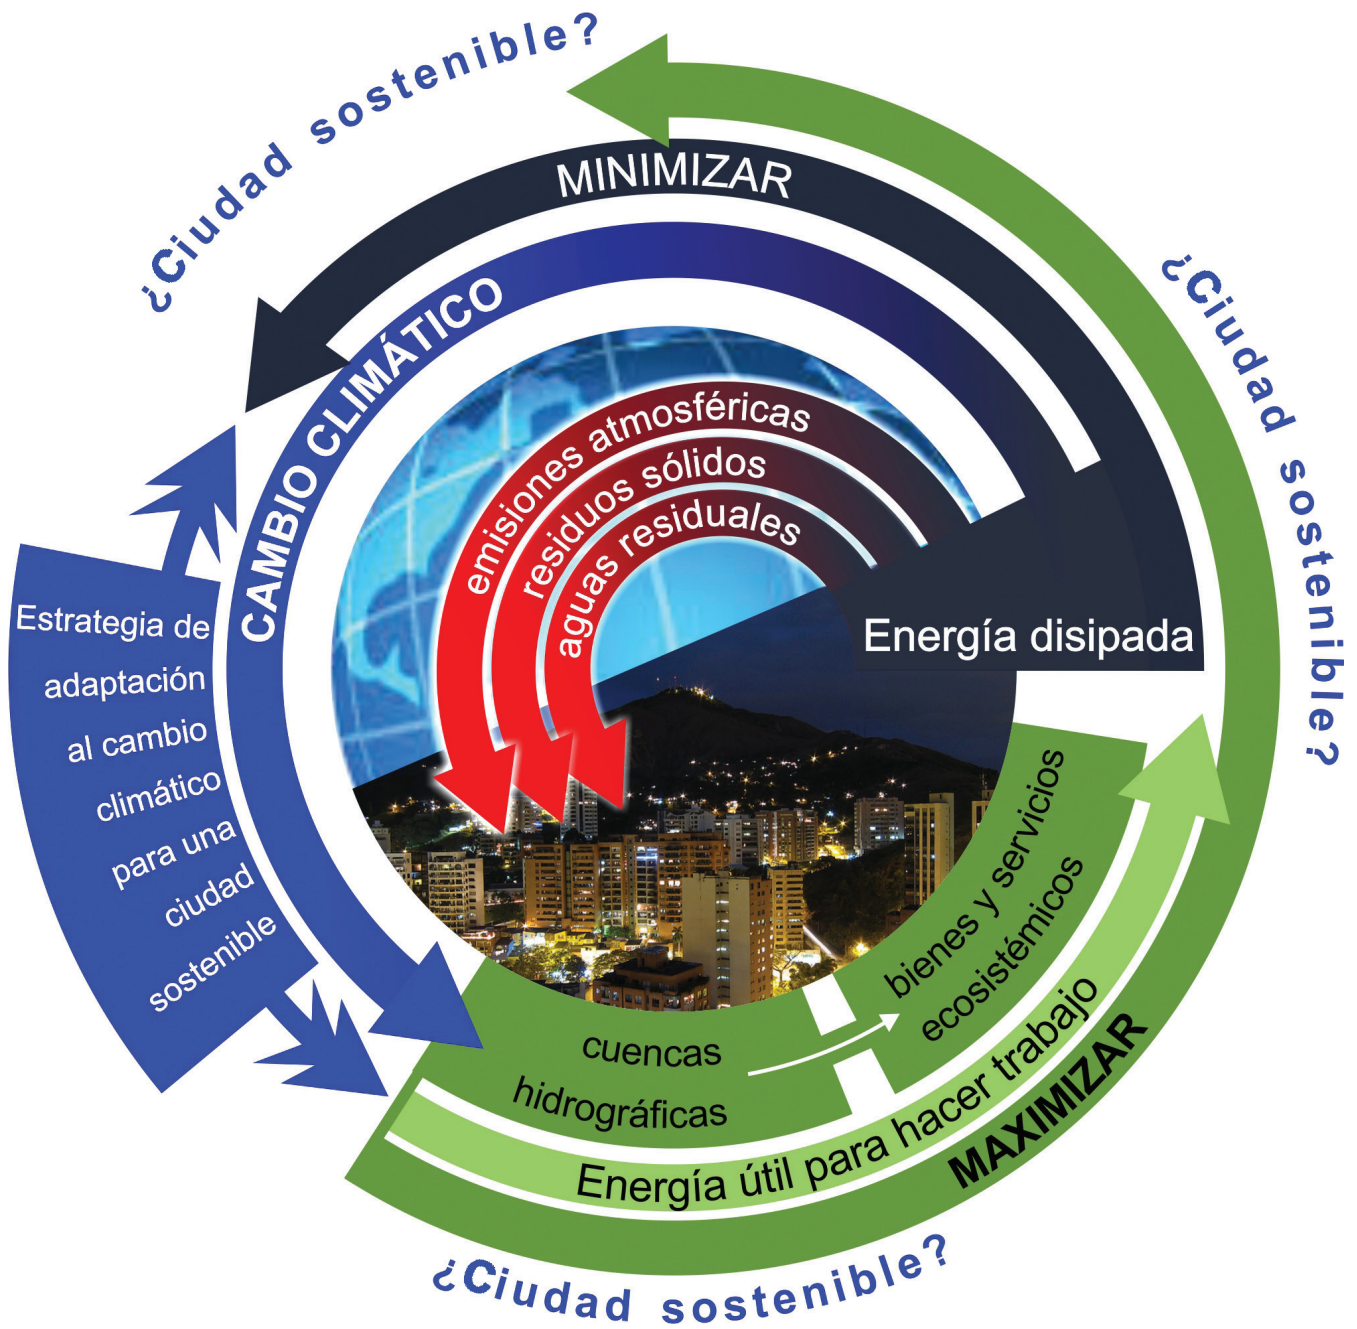 ¿Ciudad sostenible?
MINIMIZAR
¿Ciudad sostenible?
CAMBIO CLIMÁTICO
emisiones atmosféricas
residuos sólidos
aguas residuales
Energía disipada
Estrategia de
adaptación
al cambio
climático
para una
ciudad
sostenible
bienes y servicios
ecosistémicos
cuencas
hidrográficas
Energía útil para hacer trabajo
MAXIMIZAR
¿Ciudad sostenible?